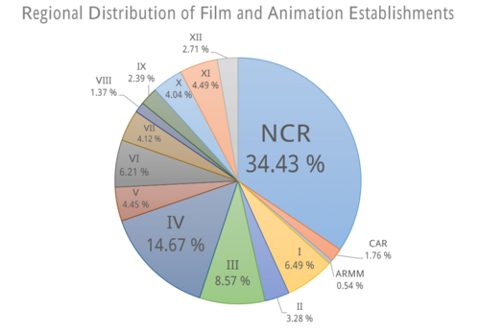 Regional Distribution of Film and Animation Establishments
NCR
34.43 %
CAR
1.76 %
ARMM
0.54 %
I
6.49 %
II
3.28 %
III
8.57 %
IV
14.67 %
V
4.45 %
VI
6.21 %
VII
4.12 %
VIII
1.37 %
IX
2.39 %
X
4.04 %
XI
4.49 %
XII
2.71 %